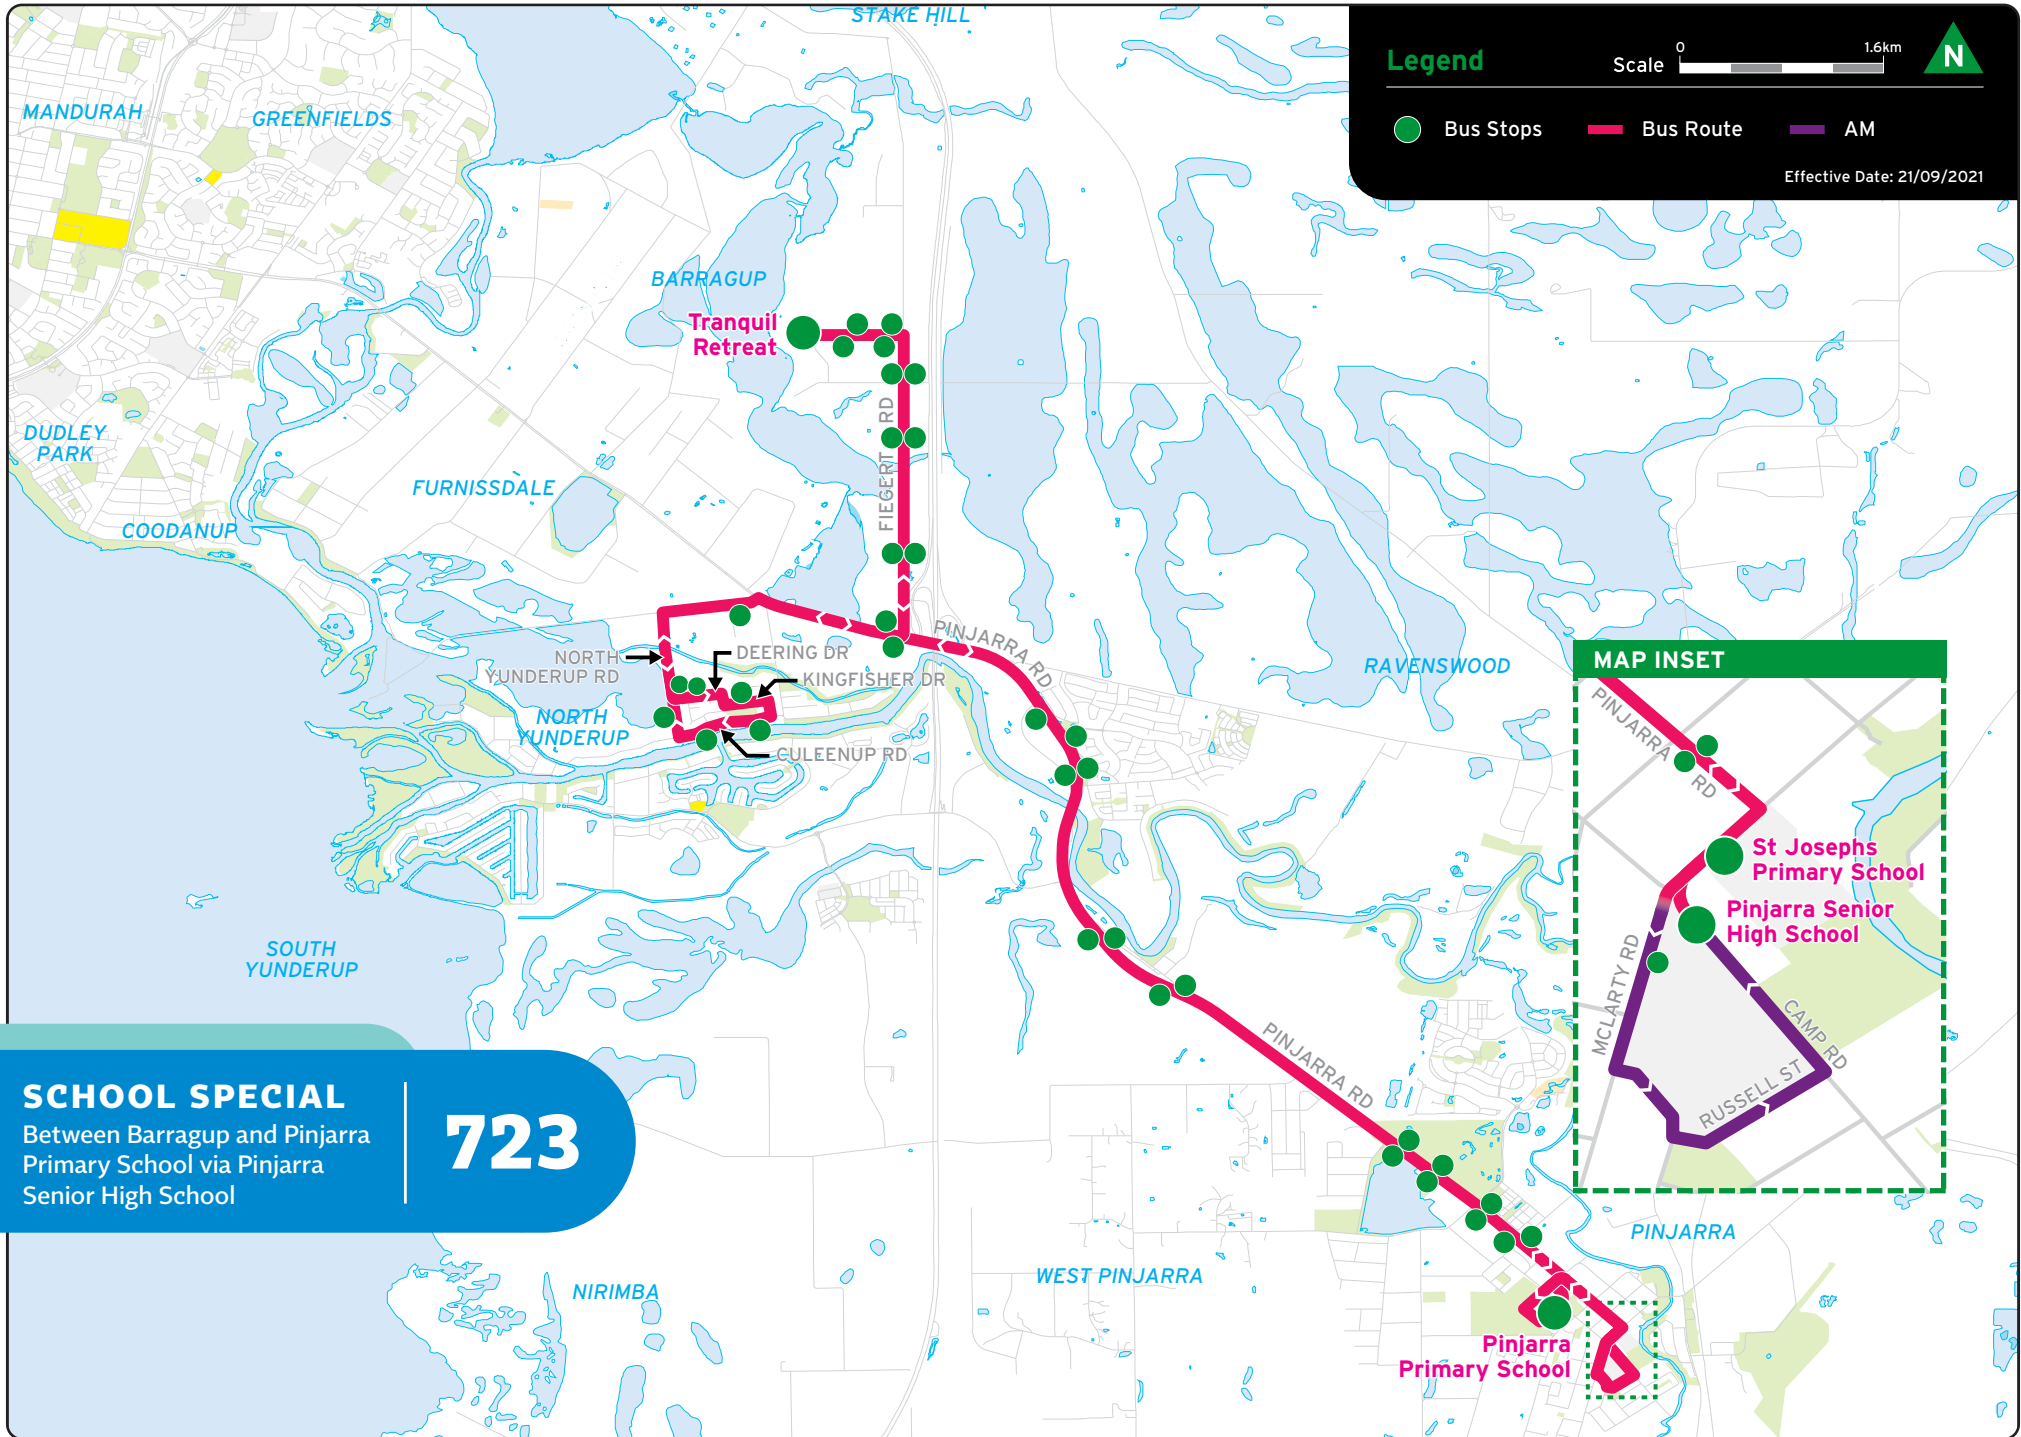 STAKE HILL
Legend
Scale
0
1.6km
N
Bus Stops
Bus Route
AM
Effective Date: 21/09/2021
MANDURAH
GREENFIELDS
BARRAGUP
Tranquil
Retreat
FIEGERT RD
DUDLEY
PARK
FURNISSDALE
COODANUP
PINJARRA RD
NORTH
YUNDERUP RD
DEERING DR
KINGFISHER DR
NORTH
YUNDERUP
CULEENUP RD
RAVENSWOOD
MAP INSET
PINJARRA RD
St Josephs
Primary School
Pinjarra Senior
High School
MCLARTY RD
CAMP RD
RUSSELL ST
SOUTH
YUNDERUP
PINJARRA RD
SCHOOL SPECIAL
Between Barragup and Pinjarra
Primary School via Pinjarra
Senior High School
723
PINJARRA
WEST PINJARRA
NIRIMBA
Pinjarra
Primary School